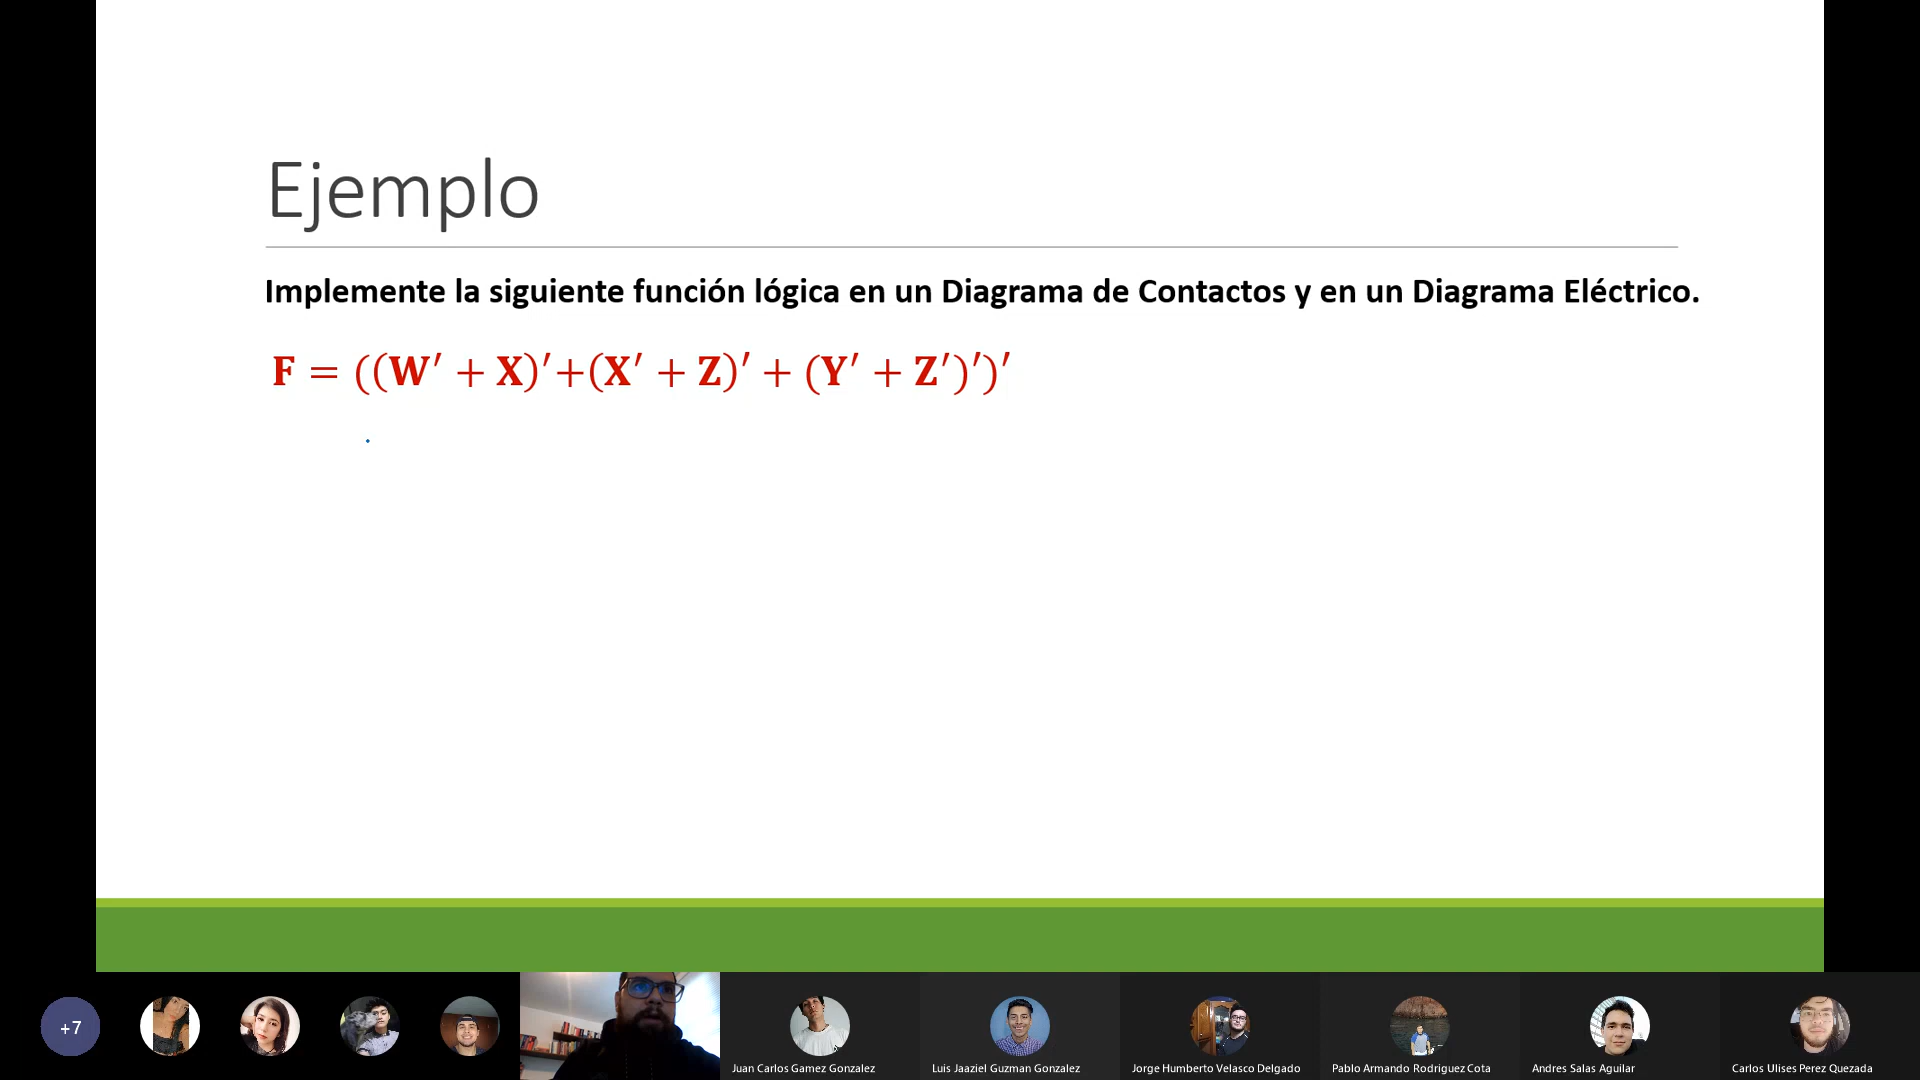 Ejemplo
Implemente la siguiente función lógica en un Diagrama de Contactos y en un Diagrama Eléctrico.
F = ((W′ + X)′+(X′ + Z)′ + (Y′ + Z′)′)′
+7
Juan Carlos Gamez Gonzalez
Luis Jaaziel Guzman Gonzalez
Jorge Humberto Velasco Delgado
Pablo Armando Rodriguez Cota
Andres Salas Aguilar
Carlos Ulises Perez Quezada